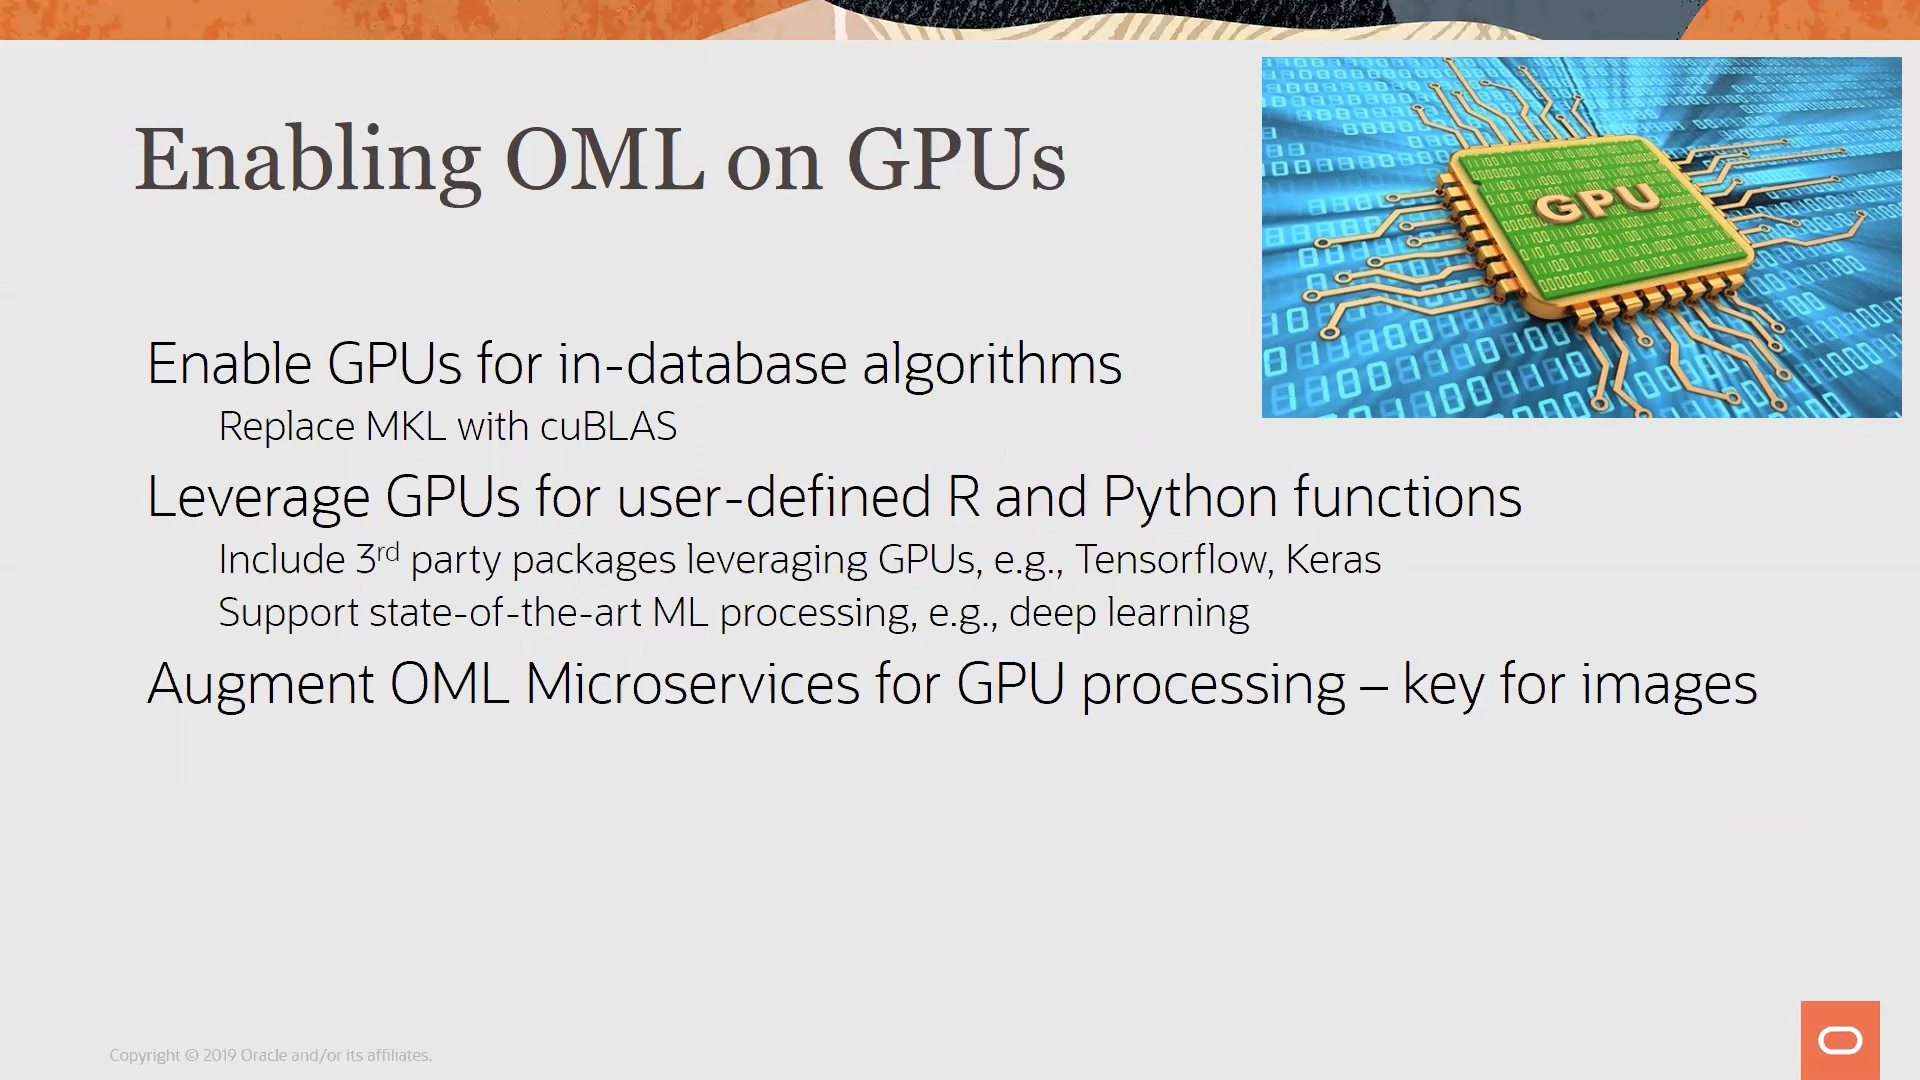 Enabling OML on GPUs
GPU
Enable GPUs for in-database algorithms
Replace MKL with cuBLAS
Leverage GPUs for user-defined R and Python functions
Include 3rd party packages leveraging GPUs, e.g., Tensorflow, Keras
Support state-of-the-art ML processing, e.g., deep learning
Augment OML Microservices for GPU processing – key for images
Copyright © 2019 Oracle and/or its affiliates.